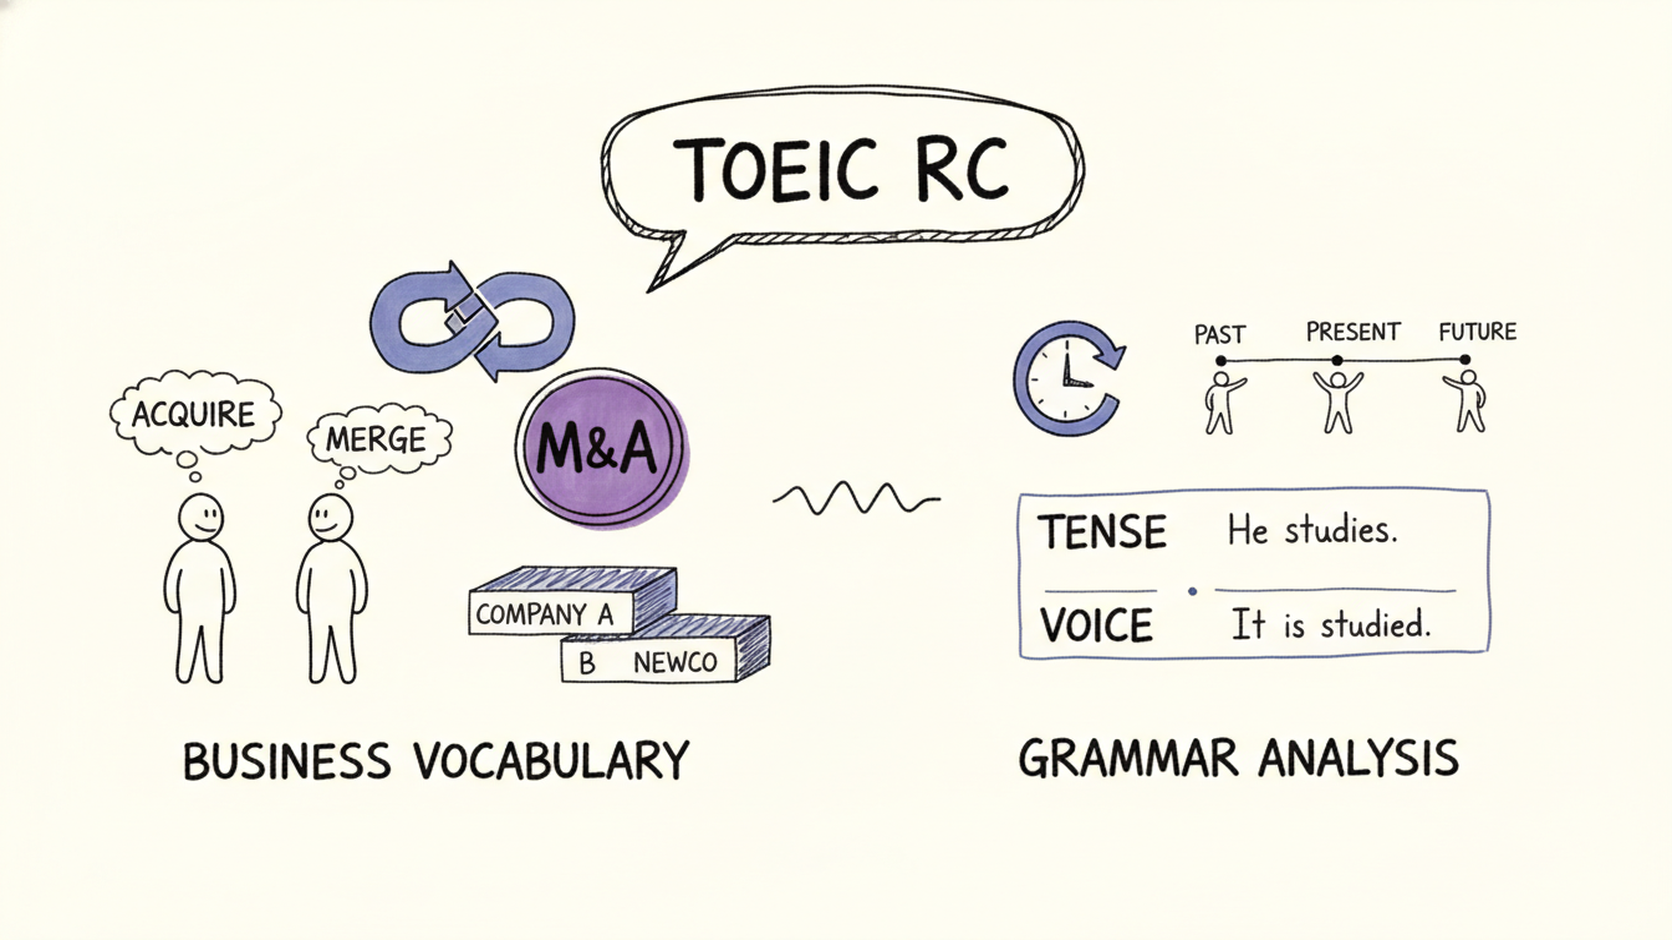 TOEIC RC
ACQUIRE
MERGE
M&A
COMPANY A
B NEWCO
BUSINESS VOCABULARY
PAST PRESENT FUTURE
TENSE He studies.
VOICE It is studied.
GRAMMAR ANALYSIS